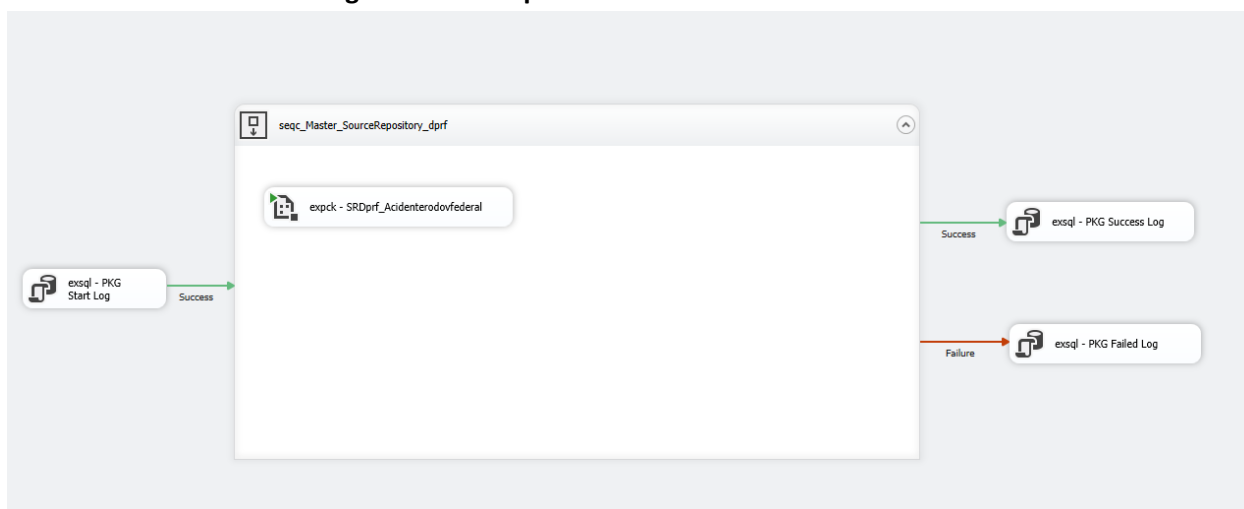 seqc_Master_SourceRepository_dprf
expck - SRDprf_Acidenterodovfederal
exsql - PKG Success Log
Success
exsql - PKG
Start Log
Success
exsql - PKG Failed Log
Failure